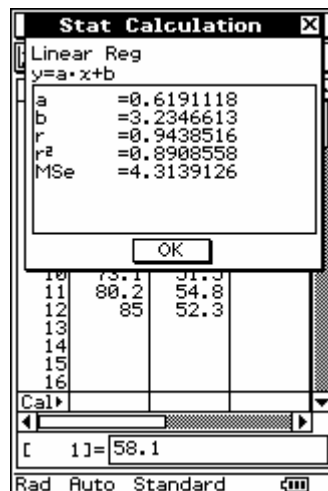 Stat Calculation
Linear Reg
y=a·x+b
a =0.6191118
b =3.2346613
r =0.9438516
r² =0.8908558
MSe =4.3139126
OK
11 80.2 54.8
12 85 52.3
13
14
15
16
Cal▶
[ 1]= 58.1
Rad Auto Standard